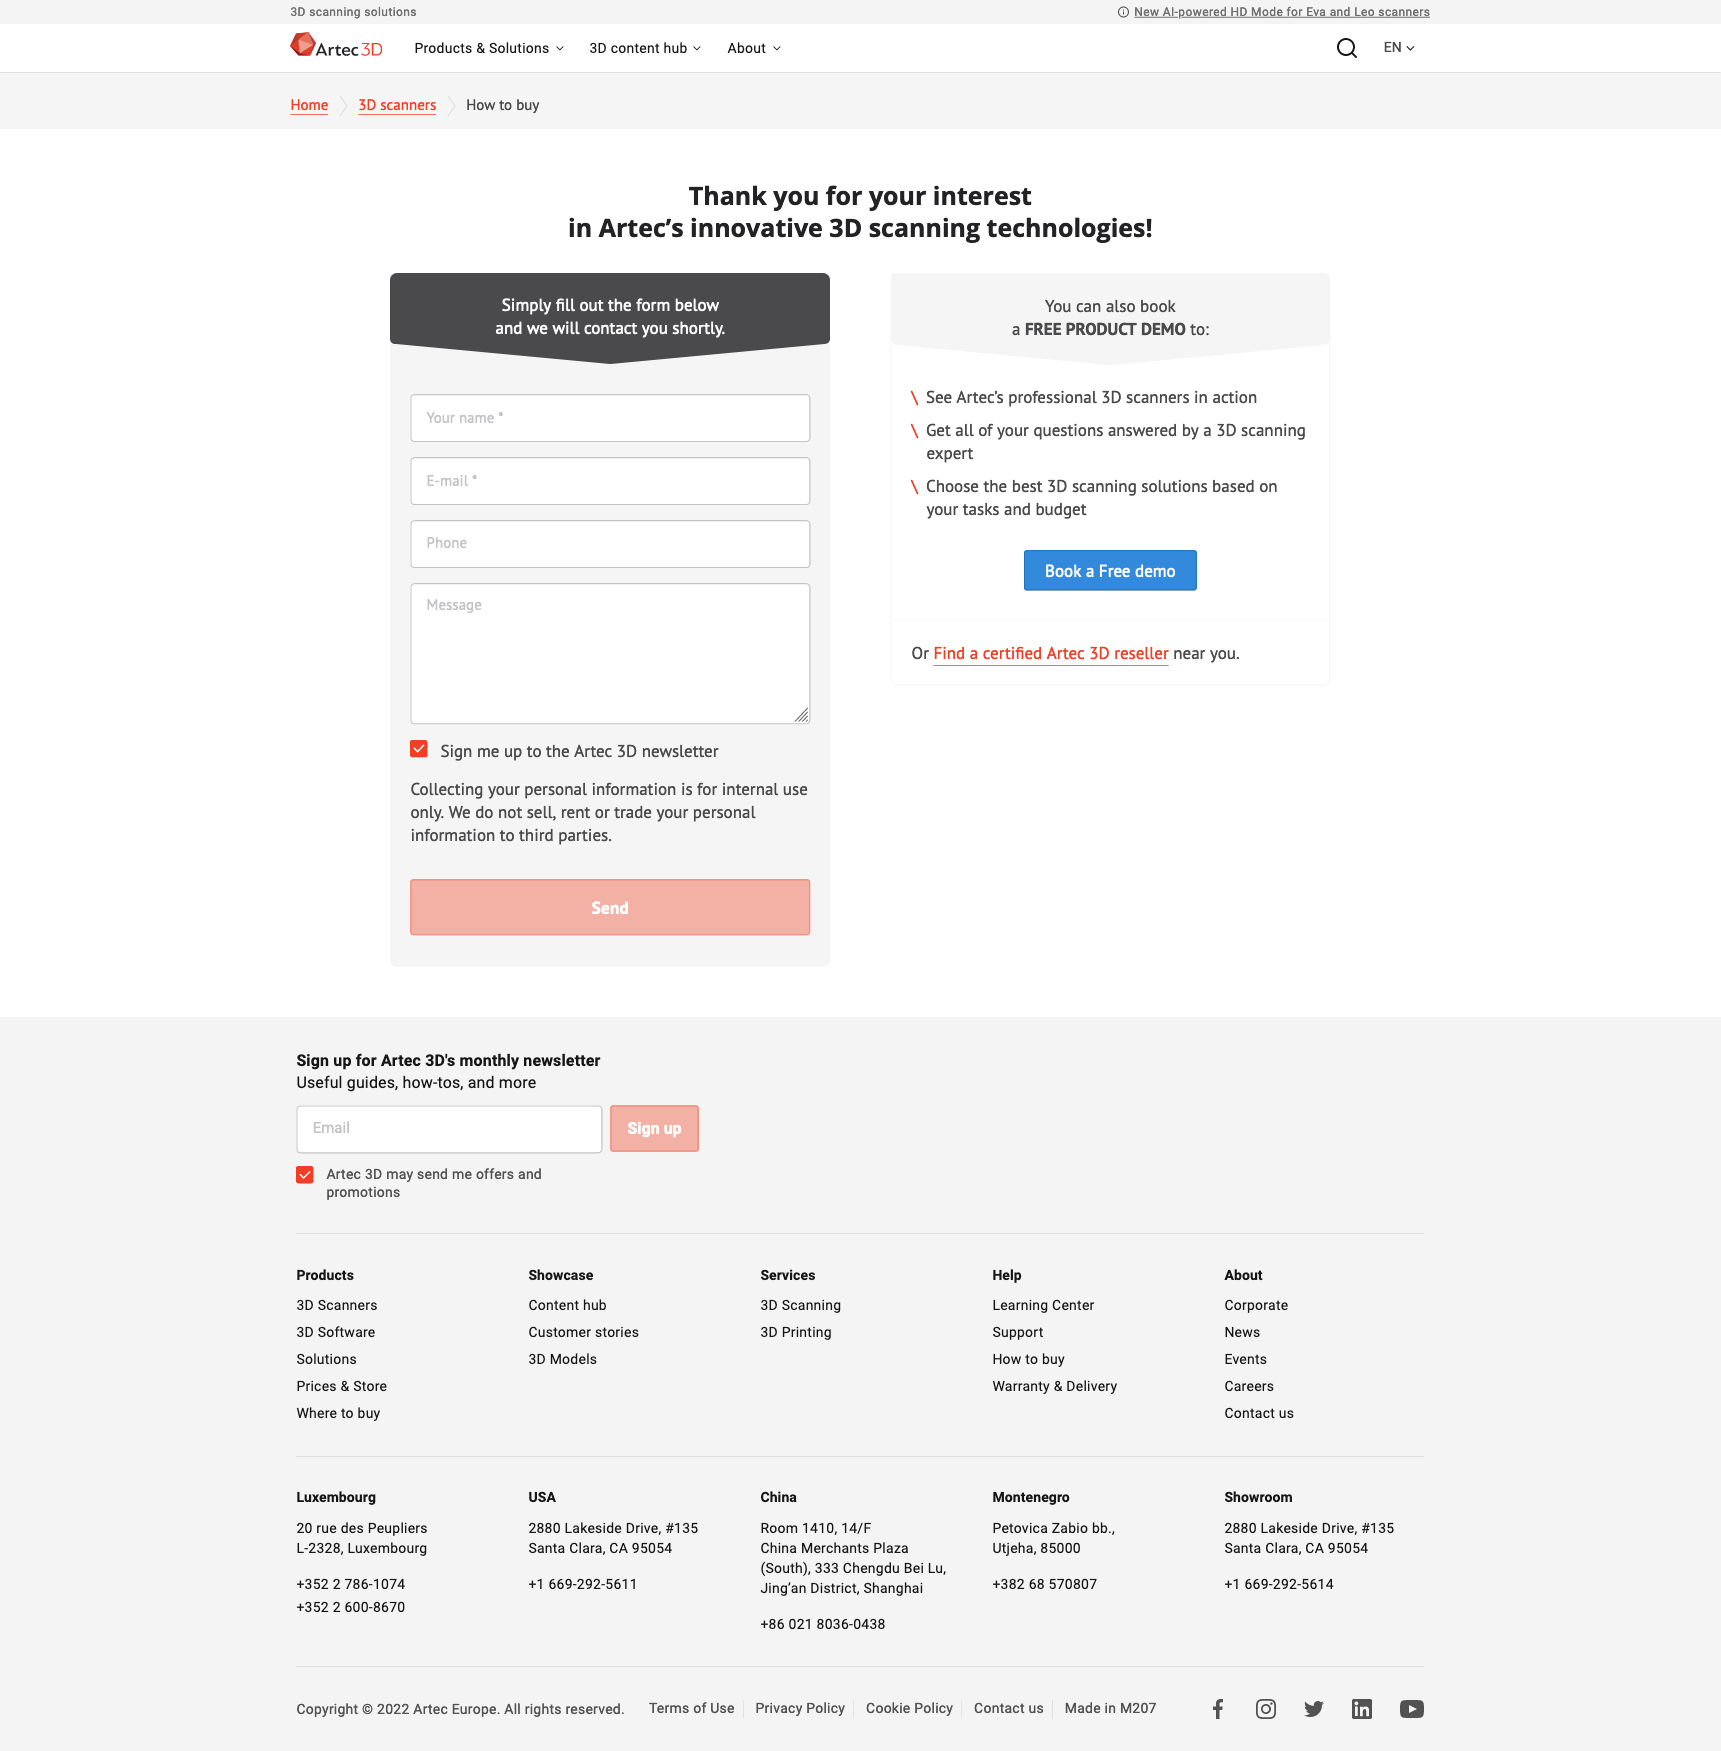 3D scanning solutions
New AI-powered HD Mode for Eva and Leo scanners
Artec 3D
Products & Solutions
3D content hub
About
EN
Home
3D scanners
How to buy
Thank you for your interest
in Artec’s innovative 3D scanning technologies!
Simply fill out the form below
and we will contact you shortly.
Your name *
E-mail *
Phone
Message
Sign me up to the Artec 3D newsletter
Collecting your personal information is for internal use
only. We do not sell, rent or trade your personal
information to third parties.
Send
You can also book
a FREE PRODUCT DEMO to:
\ See Artec’s professional 3D scanners in action
\ Get all of your questions answered by a 3D scanning
expert
\ Choose the best 3D scanning solutions based on
your tasks and budget
Book a Free demo
Or Find a certified Artec 3D reseller near you.
Sign up for Artec 3D's monthly newsletter
Useful guides, how-tos, and more
Email
Sign up
Artec 3D may send me offers and
promotions
Products
3D Scanners
3D Software
Solutions
Prices & Store
Where to buy
Showcase
Content hub
Customer stories
3D Models
Services
3D Scanning
3D Printing
Help
Learning Center
Support
How to buy
Warranty & Delivery
About
Corporate
News
Events
Careers
Contact us
Luxembourg
20 rue des Peupliers
L-2328, Luxembourg
+352 2 786-1074
+352 2 600-8670
USA
2880 Lakeside Drive, #135
Santa Clara, CA 95054
+1 669-292-5611
China
Room 1410, 14/F
China Merchants Plaza
(South), 333 Chengdu Bei Lu,
Jing’an District, Shanghai
+86 021 8036-0438
Montenegro
Petovica Zabio bb.,
Utjeha, 85000
+382 68 570807
Showroom
2880 Lakeside Drive, #135
Santa Clara, CA 95054
+1 669-292-5614
Copyright © 2022 Artec Europe. All rights reserved.
Terms of Use
Privacy Policy
Cookie Policy
Contact us
Made in M207